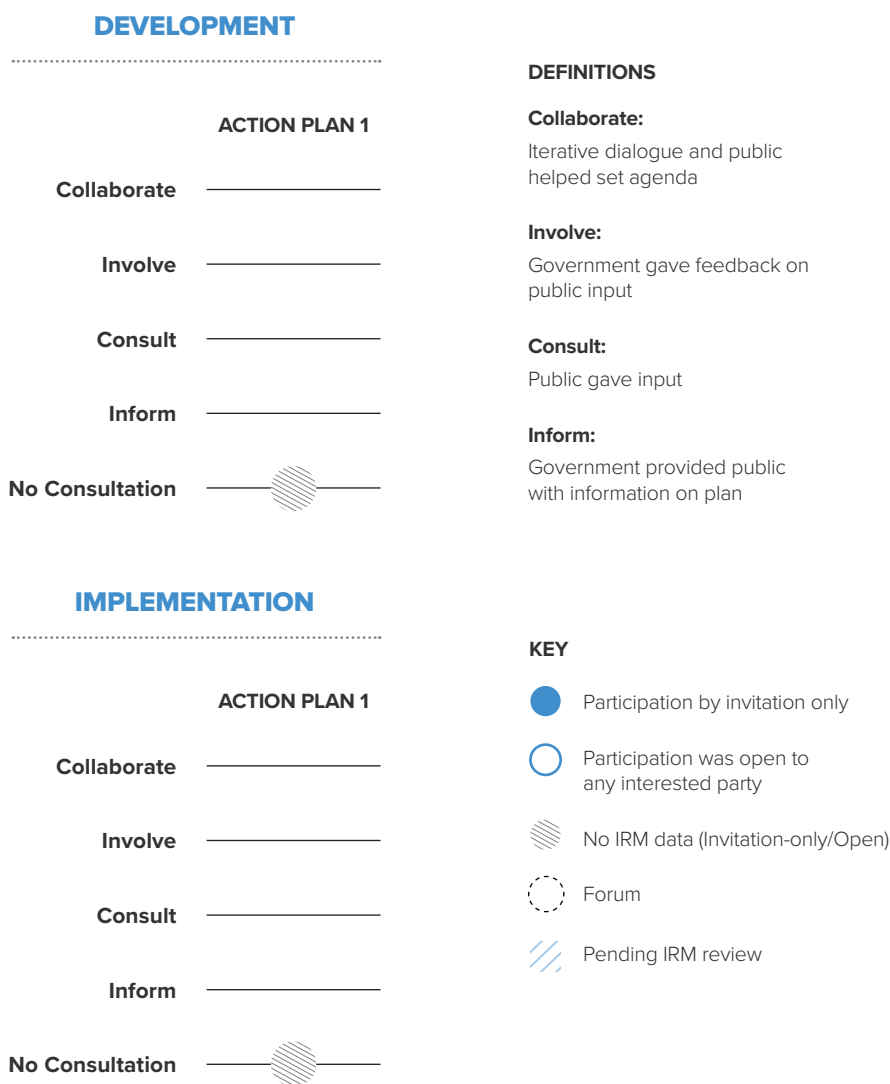 DEVELOPMENT
ACTION PLAN 1
Collaborate
Involve
Consult
Inform
No Consultation
DEFINITIONS
Collaborate:
Iterative dialogue and public
helped set agenda
Involve:
Government gave feedback on
public input
Consult:
Public gave input
Inform:
Government provided public
with information on plan
IMPLEMENTATION
ACTION PLAN 1
Collaborate
Involve
Consult
Inform
No Consultation
KEY
Participation by invitation only
Participation was open to
any interested party
No IRM data (Invitation-only/Open)
Forum
Pending IRM review